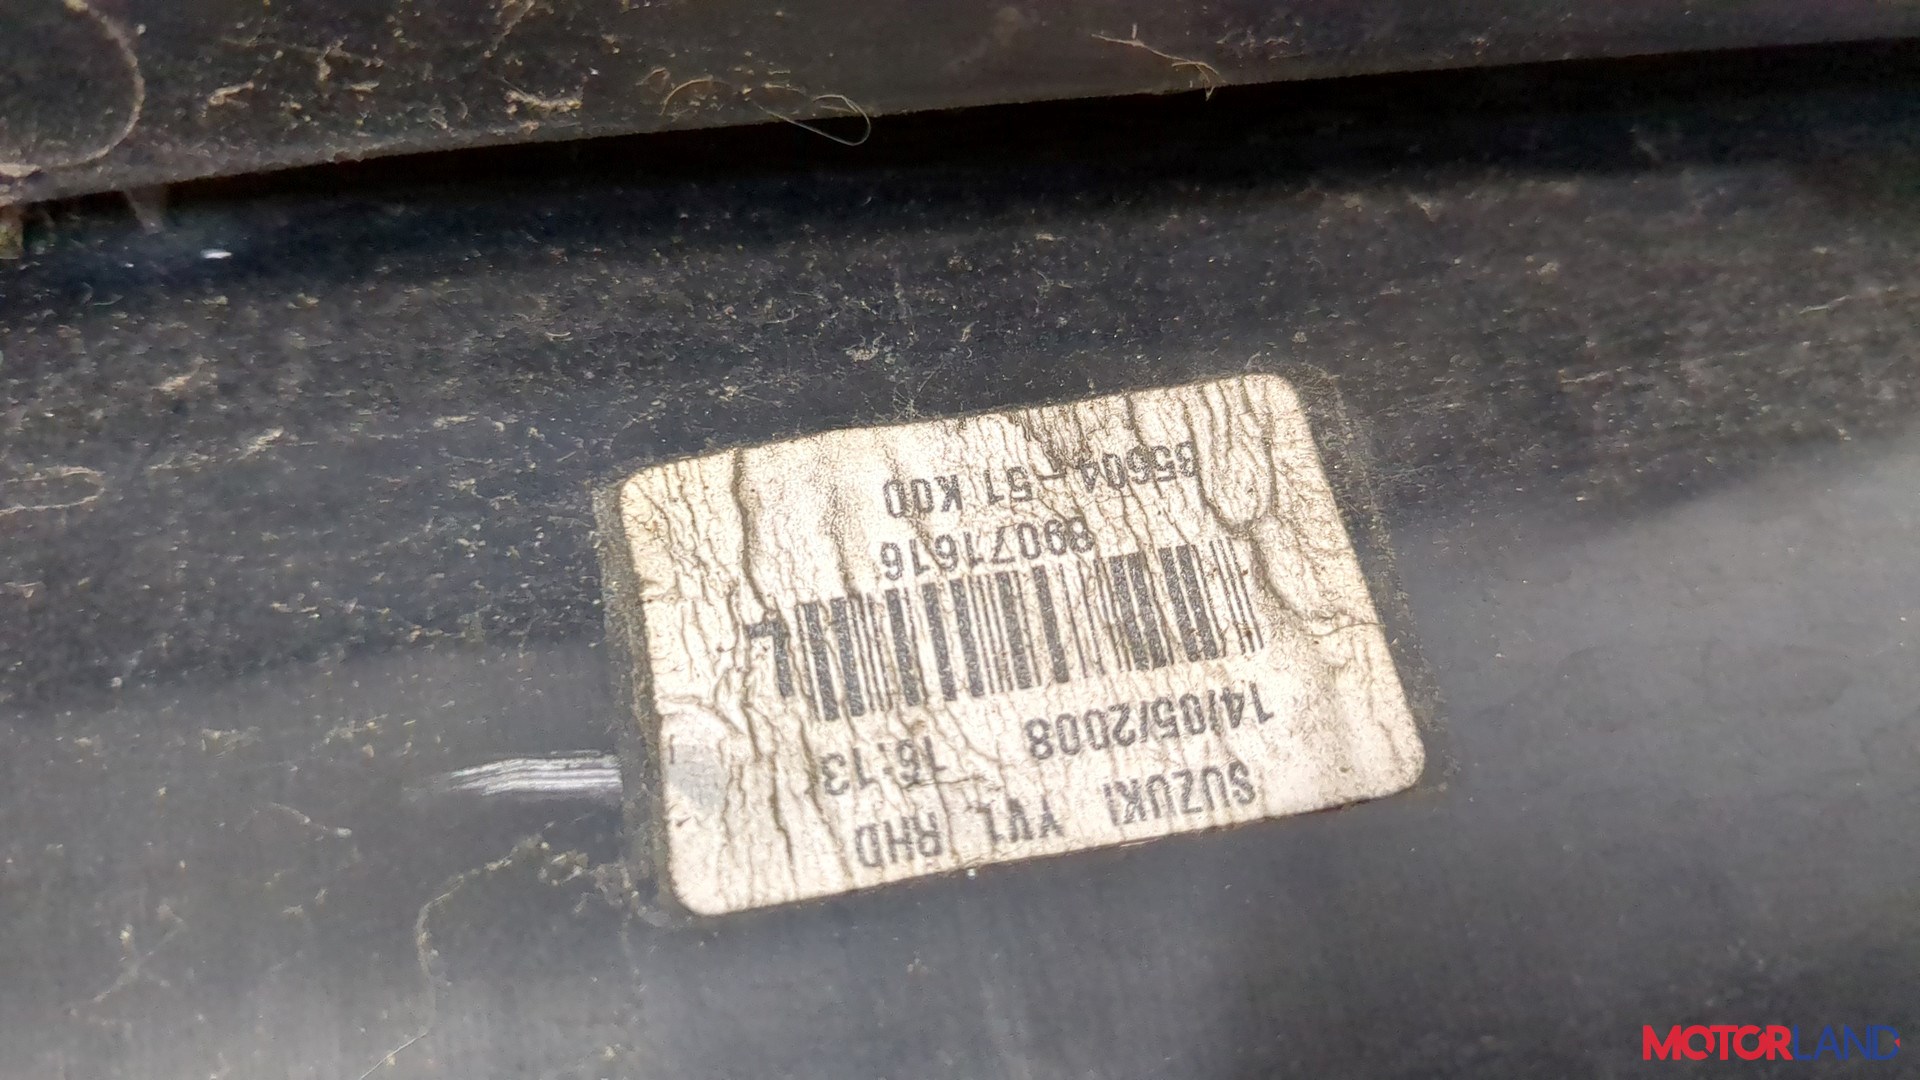 SUZUKI YV1 RHD
14/05/2008 16:13
L
89071616
35604-51K00
MOTORLAND